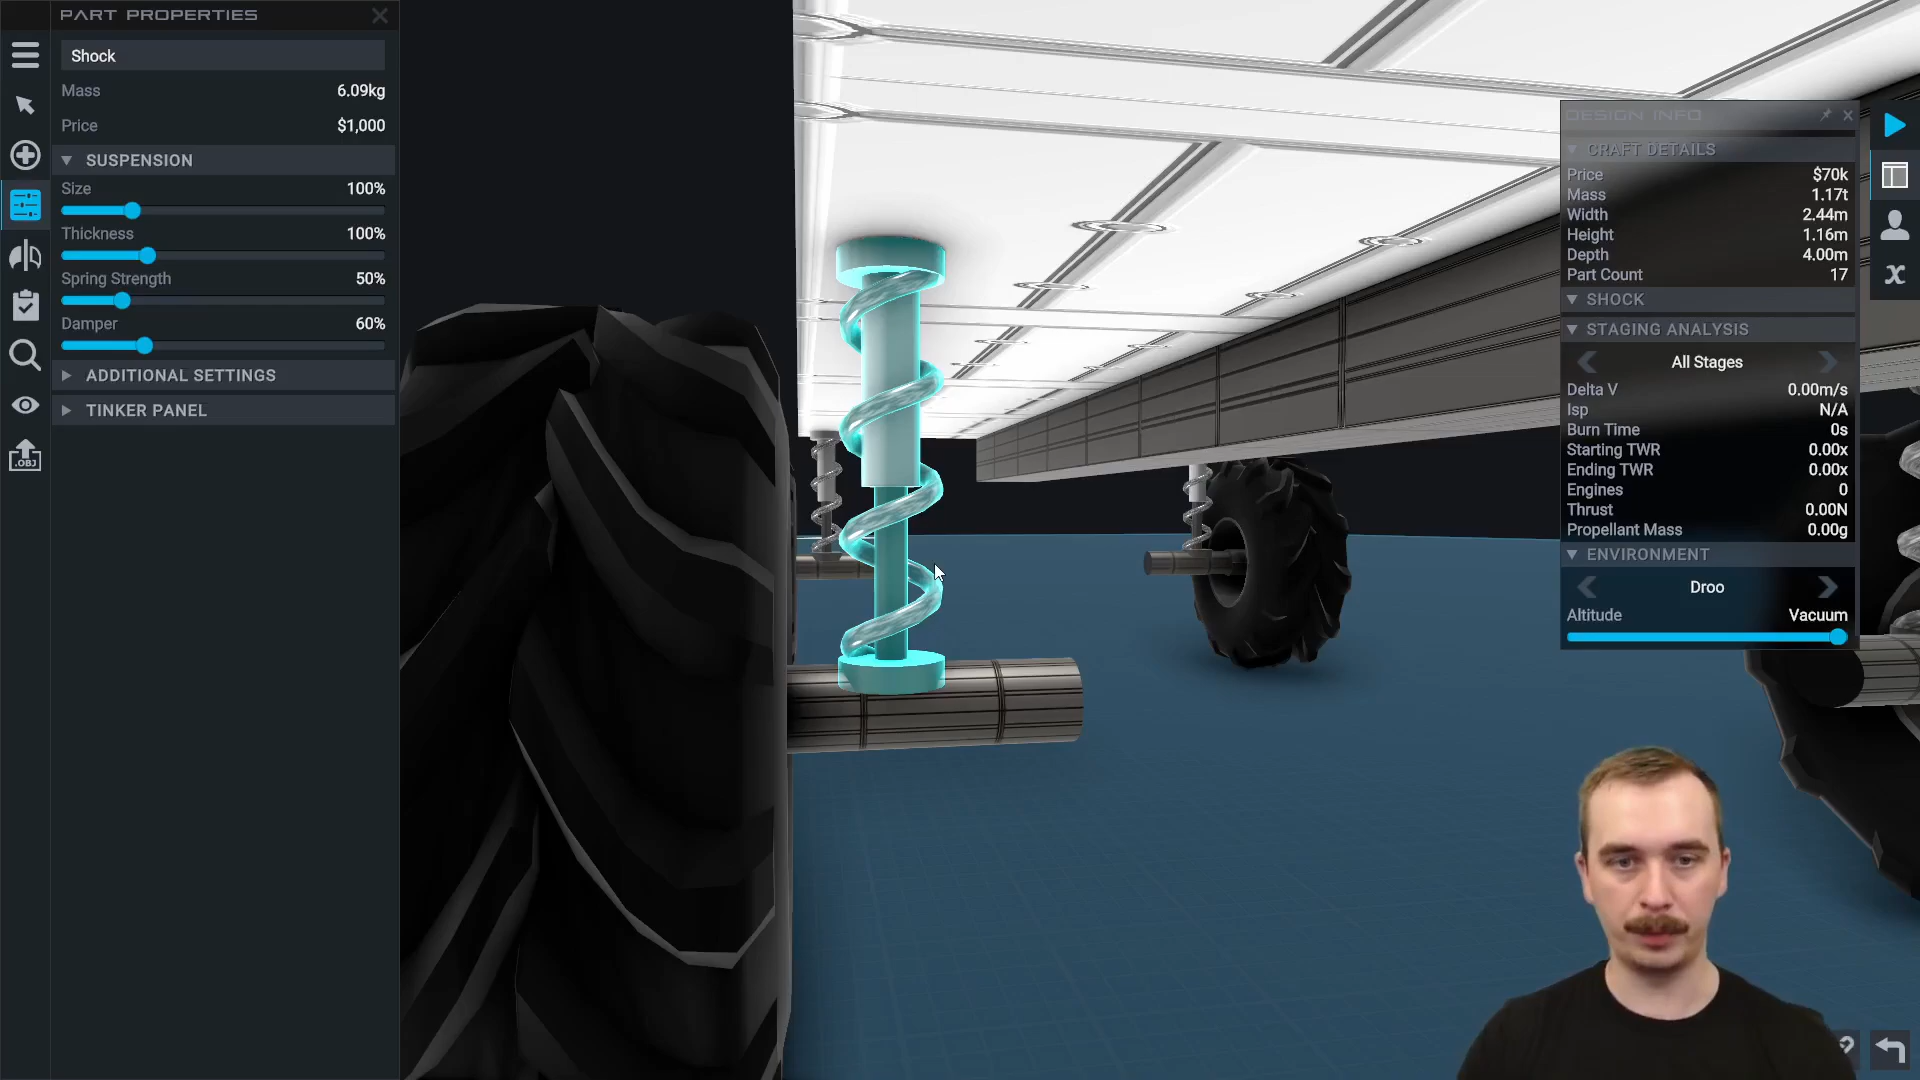 PART PROPERTIES
Shock
Mass 6.09kg
Price $1,000
SUSPENSION
Size 100%
Thickness 100%
Spring Strength 50%
Damper 60%
ADDITIONAL SETTINGS
TINKER PANEL
.OBJ
DESIGN INFO
CRAFT DETAILS
Price $70k
Mass 1.17t
Width 2.44m
Height 1.16m
Depth 4.00m
Part Count 17
SHOCK
STAGING ANALYSIS
All Stages
Delta V 0.00m/s
Isp N/A
Burn Time 0s
Starting TWR 0.00x
Ending TWR 0.00x
Engines 0
Thrust 0.00N
Propellant Mass 0.00g
ENVIRONMENT
Droo
Altitude Vacuum
x